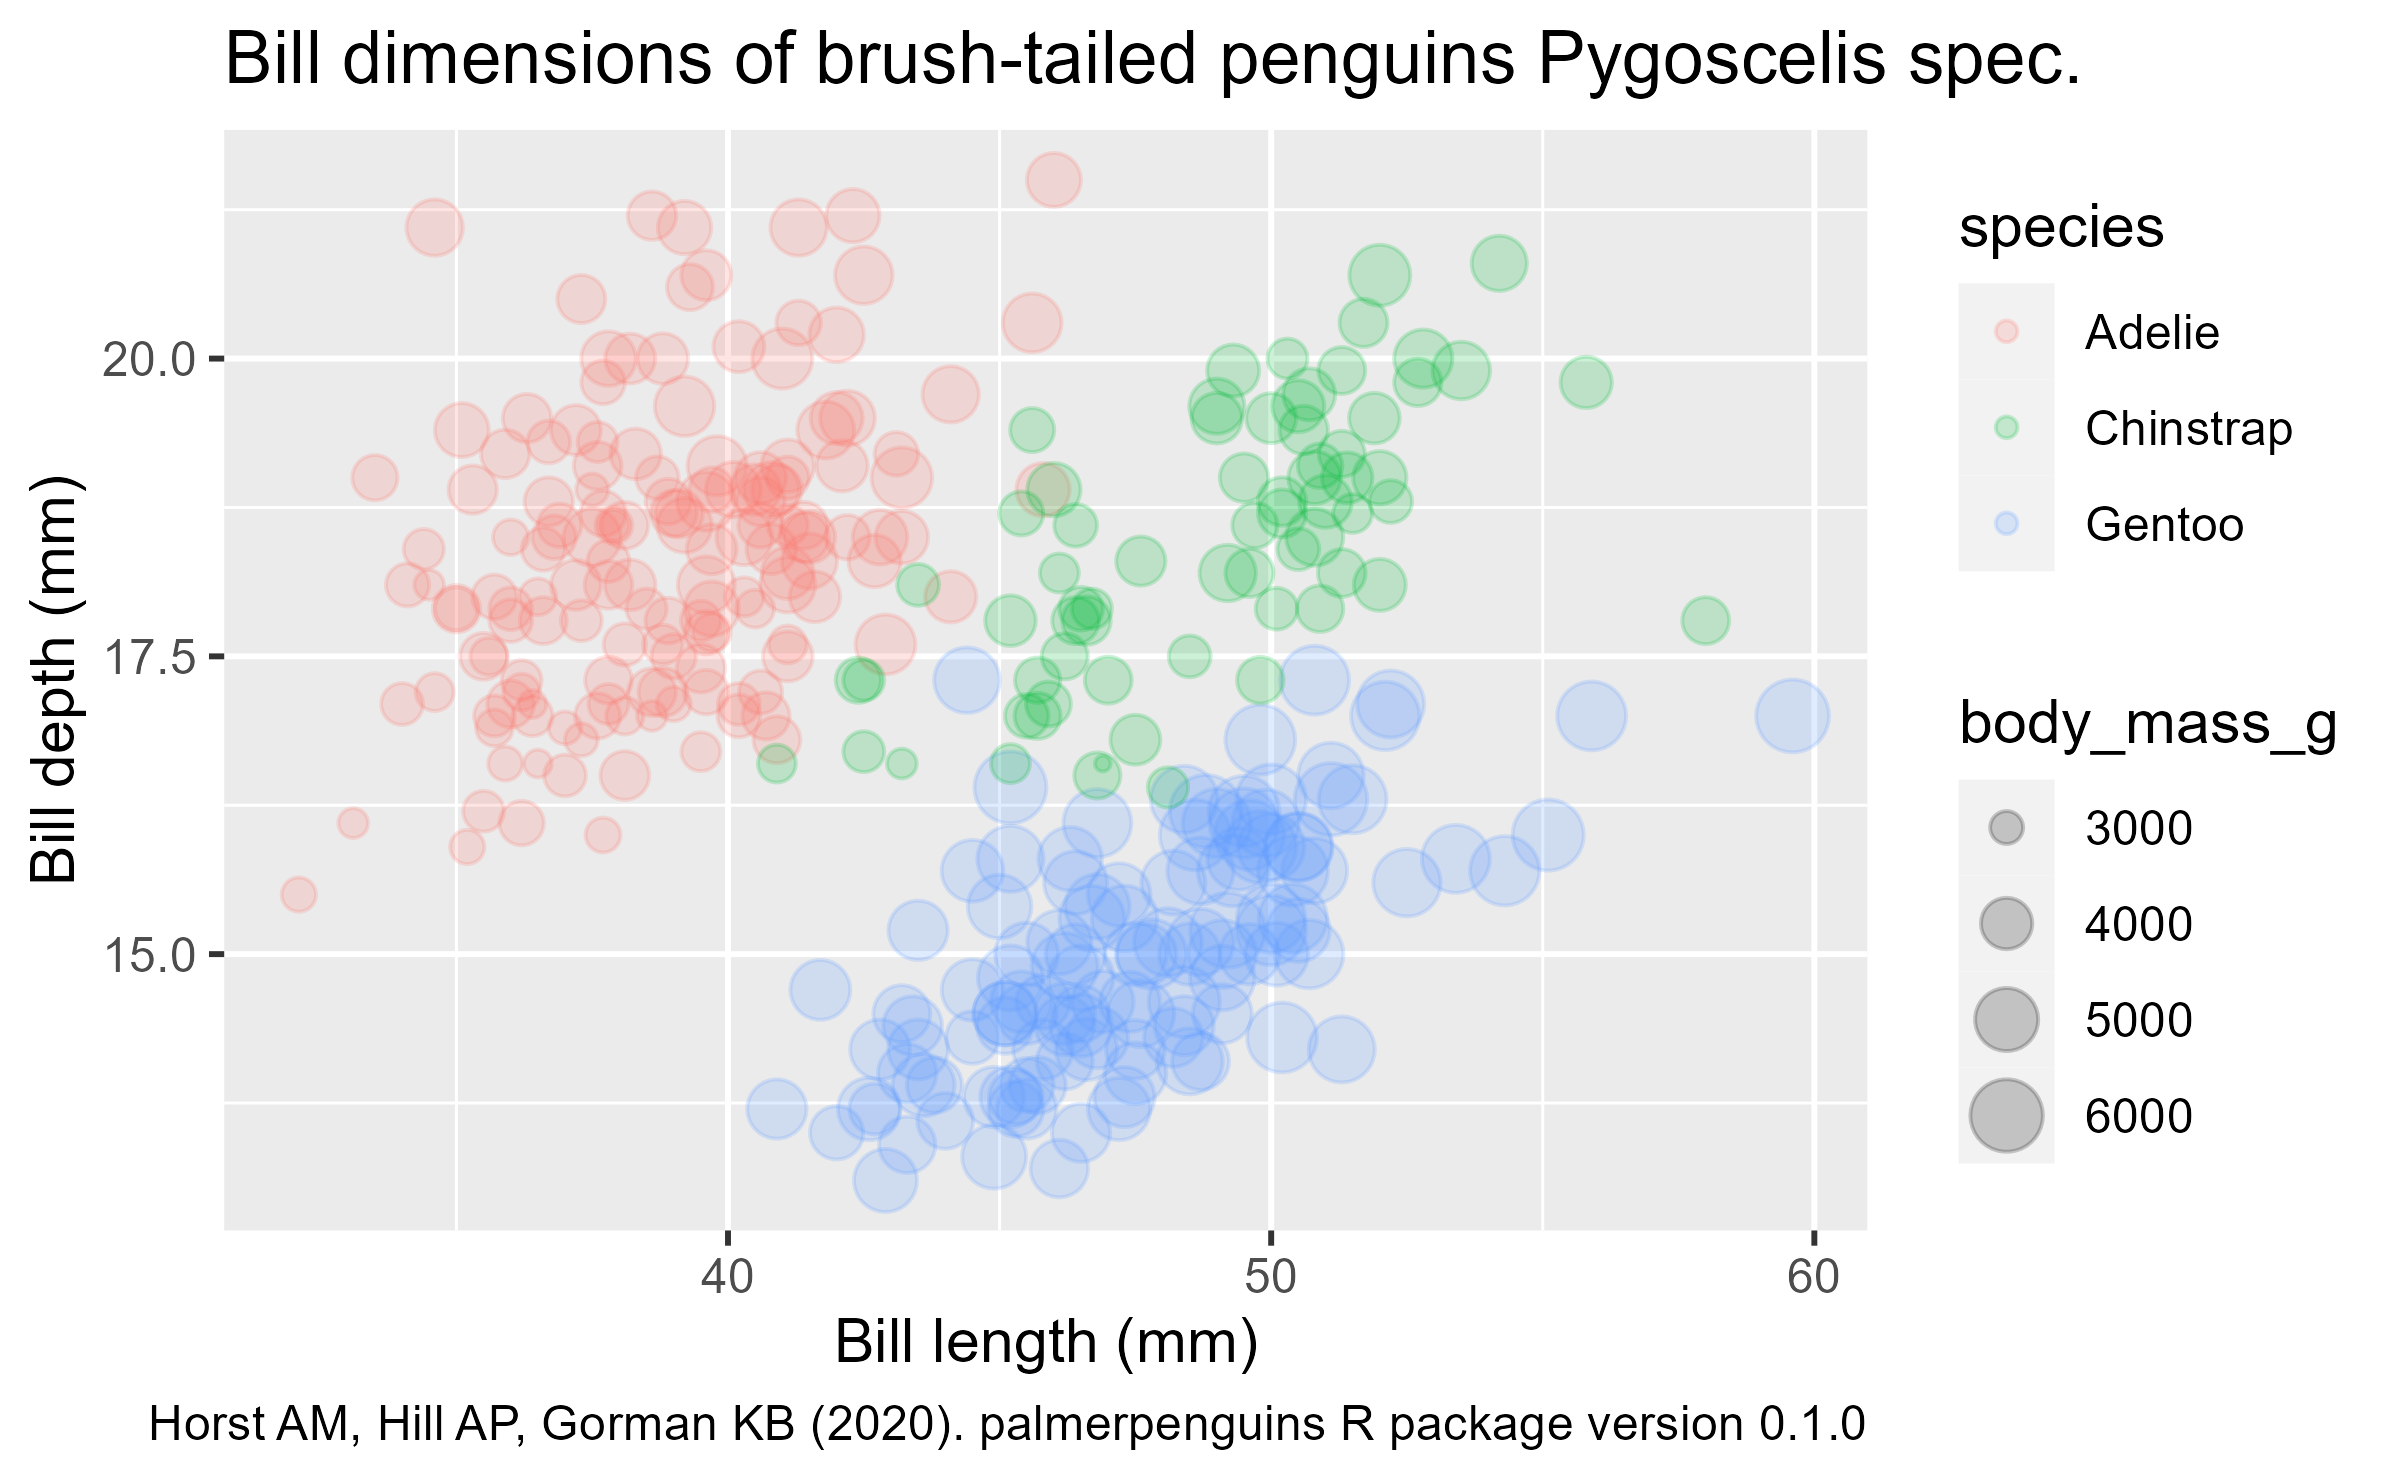 Bill dimensions of brush-tailed penguins Pygoscelis spec.
Bill depth (mm)
20.0
17.5
15.0
40
50
60
Bill length (mm)
species
Adelie
Chinstrap
Gentoo
body_mass_g
3000
4000
5000
6000
Horst AM, Hill AP, Gorman KB (2020). palmerpenguins R package version 0.1.0